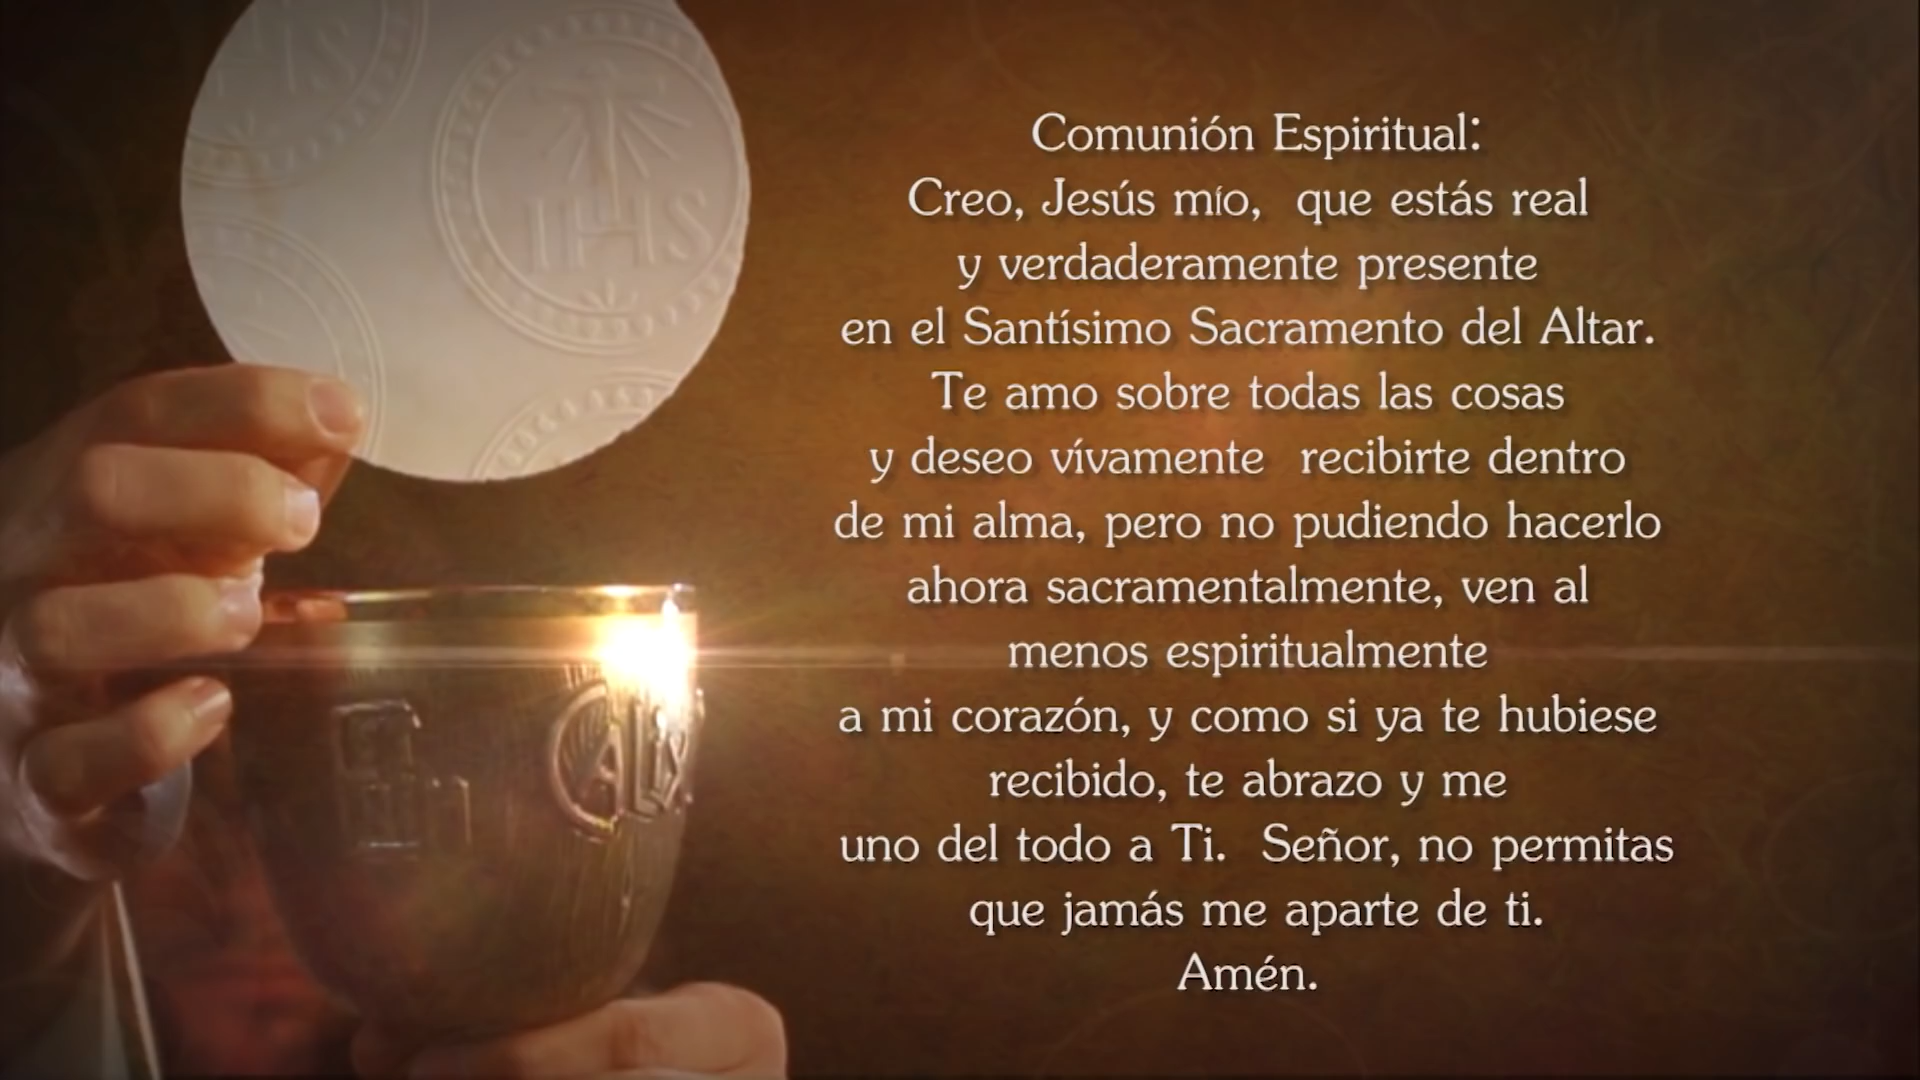 IHS
Calix
Comunión Espiritual:
Creo, Jesús mío, que estás real
y verdaderamente presente
en el Santísimo Sacramento del Altar.
Te amo sobre todas las cosas
y deseo vívamente recibirte dentro
de mi alma, pero no pudiendo hacerlo
ahora sacramentalmente, ven al
menos espiritualmente
a mi corazón, y como si ya te hubiese
recibido, te abrazo y me
uno del todo a Ti. Señor, no permitas
que jamás me aparte de ti.
Amén.